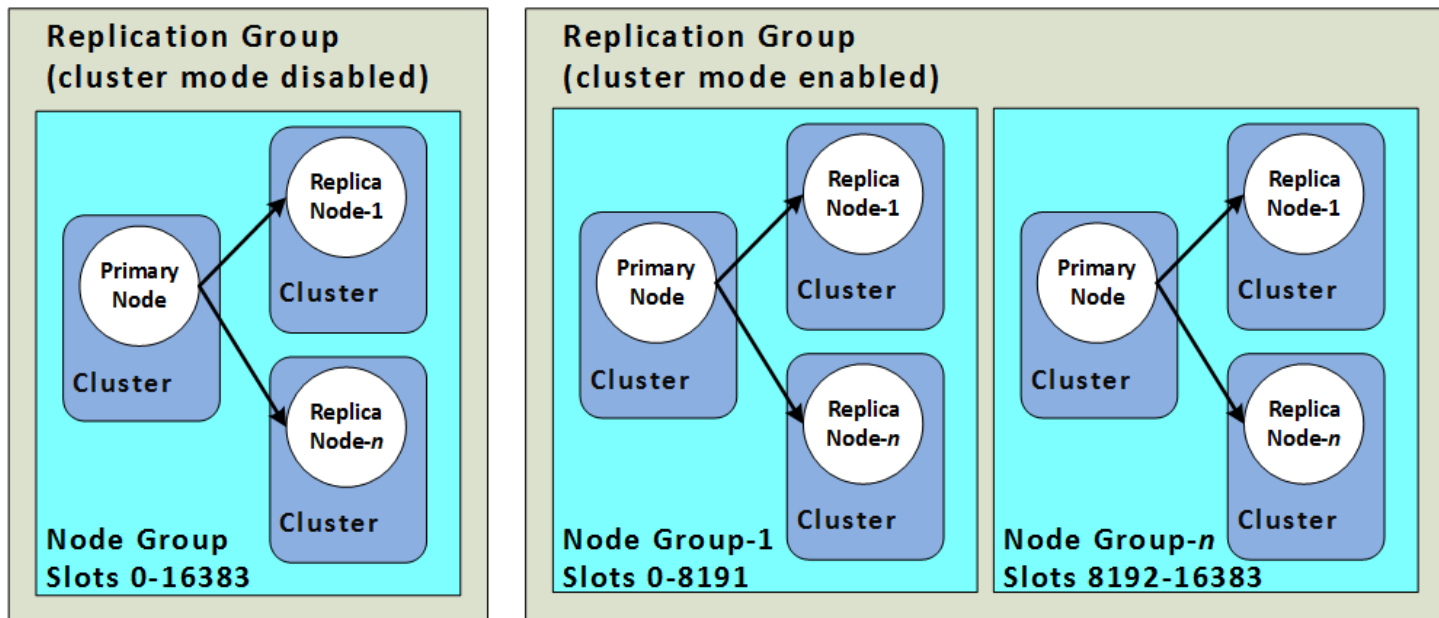 Replication Group
(cluster mode disabled)
Replica
Node-1
Cluster
Primary
Node
Cluster
Replica
Node-n
Cluster
Node Group
Slots 0-16383
Replication Group
(cluster mode enabled)
Replica
Node-1
Cluster
Primary
Node
Cluster
Replica
Node-n
Cluster
Node Group-1
Slots 0-8191
Replica
Node-1
Cluster
Primary
Node
Cluster
Replica
Node-n
Cluster
Node Group-n
Slots 8192-16383